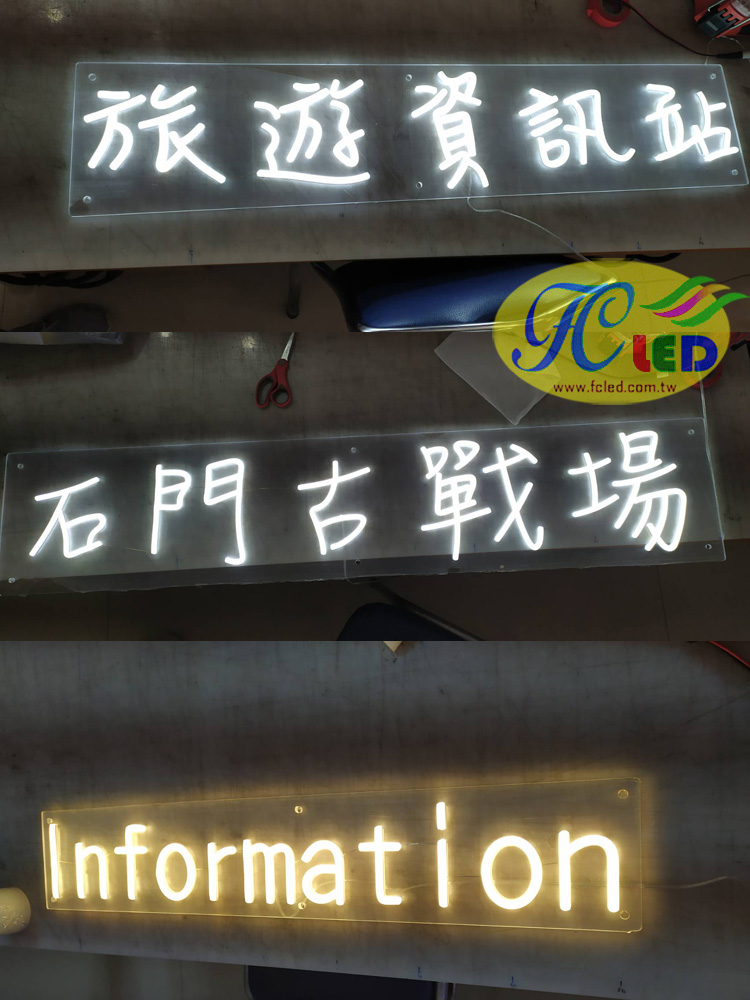 旅遊資訊站
FC LED
www.fcled.com.tw
石門古戰場
Information